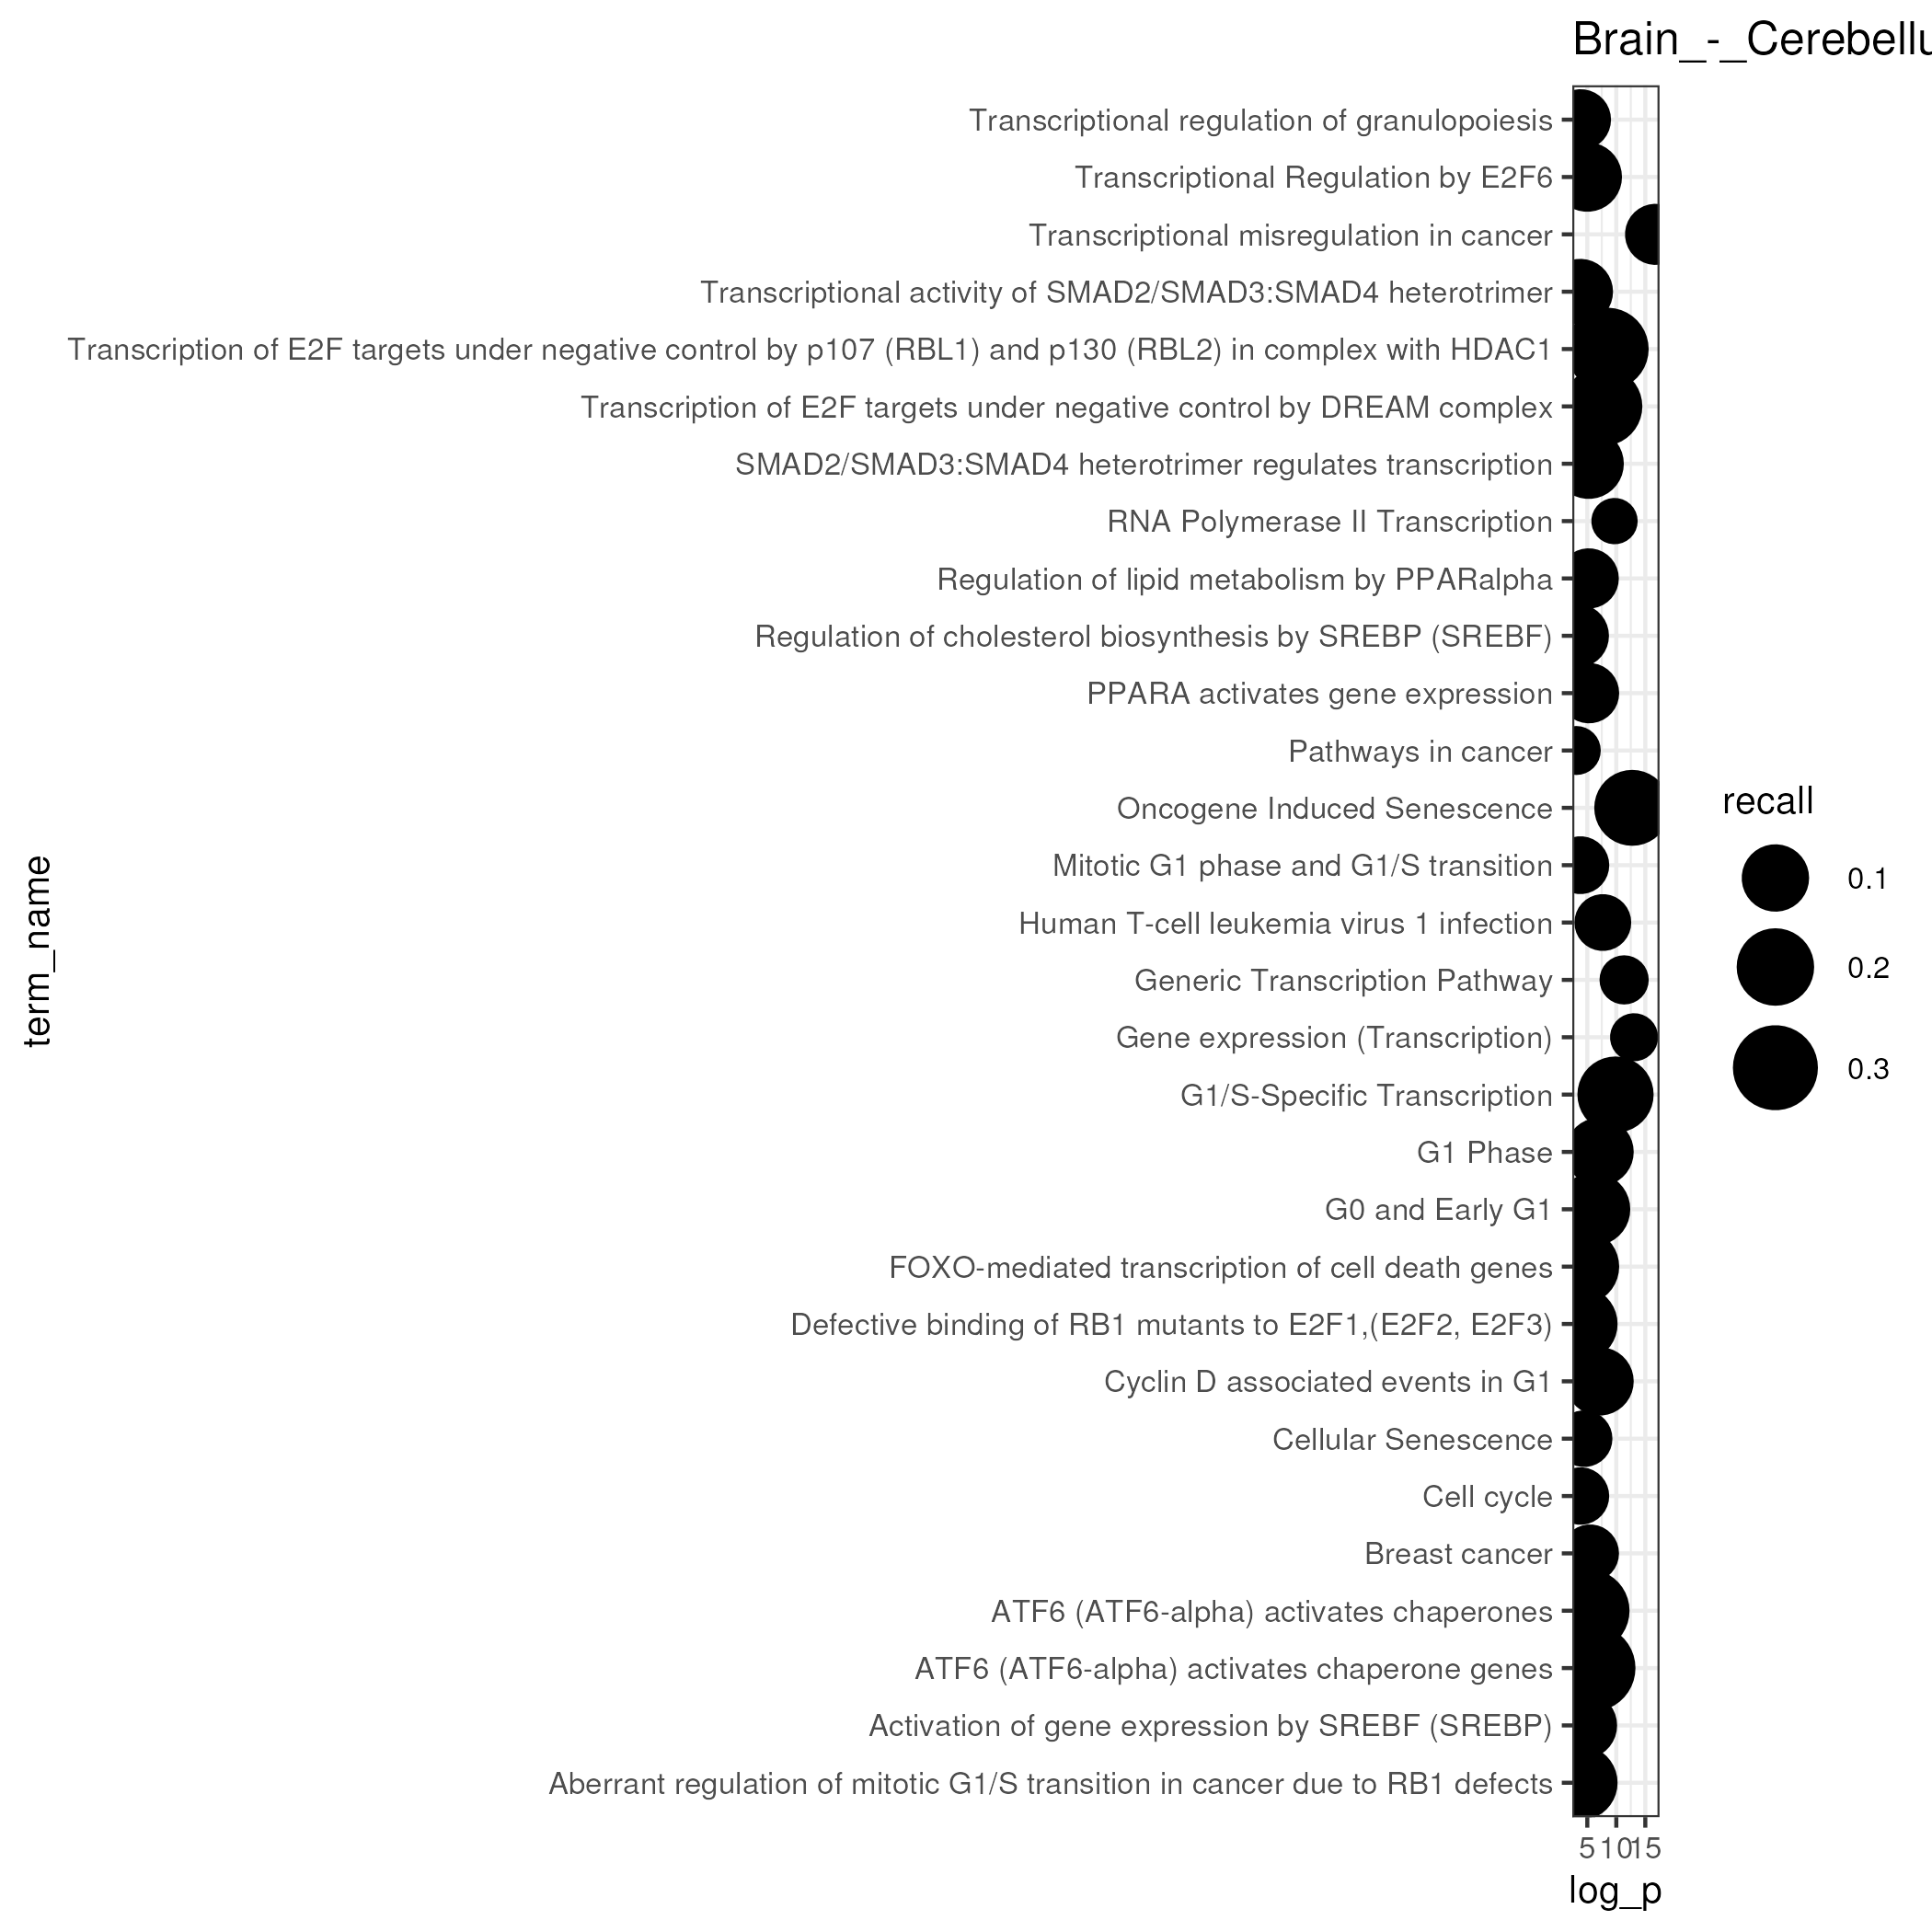 Brain_-_Cerebellu
Transcriptional regulation of granulopoiesis
Transcriptional Regulation by E2F6
Transcriptional misregulation in cancer
Transcriptional activity of SMAD2/SMAD3:SMAD4 heterotrimer
Transcription of E2F targets under negative control by p107 (RBL1) and p130 (RBL2) in complex with HDAC1
Transcription of E2F targets under negative control by DREAM complex
SMAD2/SMAD3:SMAD4 heterotrimer regulates transcription
RNA Polymerase II Transcription
Regulation of lipid metabolism by PPARalpha
Regulation of cholesterol biosynthesis by SREBP (SREBF)
PPARA activates gene expression
Pathways in cancer
Oncogene Induced Senescence
Mitotic G1 phase and G1/S transition
Human T-cell leukemia virus 1 infection
Generic Transcription Pathway
Gene expression (Transcription)
G1/S-Specific Transcription
G1 Phase
G0 and Early G1
FOXO-mediated transcription of cell death genes
Defective binding of RB1 mutants to E2F1,(E2F2, E2F3)
Cyclin D associated events in G1
Cellular Senescence
Cell cycle
Breast cancer
ATF6 (ATF6-alpha) activates chaperones
ATF6 (ATF6-alpha) activates chaperone genes
Activation of gene expression by SREBF (SREBP)
Aberrant regulation of mitotic G1/S transition in cancer due to RB1 defects
term_name
5 10 15
log_p
recall
0.1
0.2
0.3